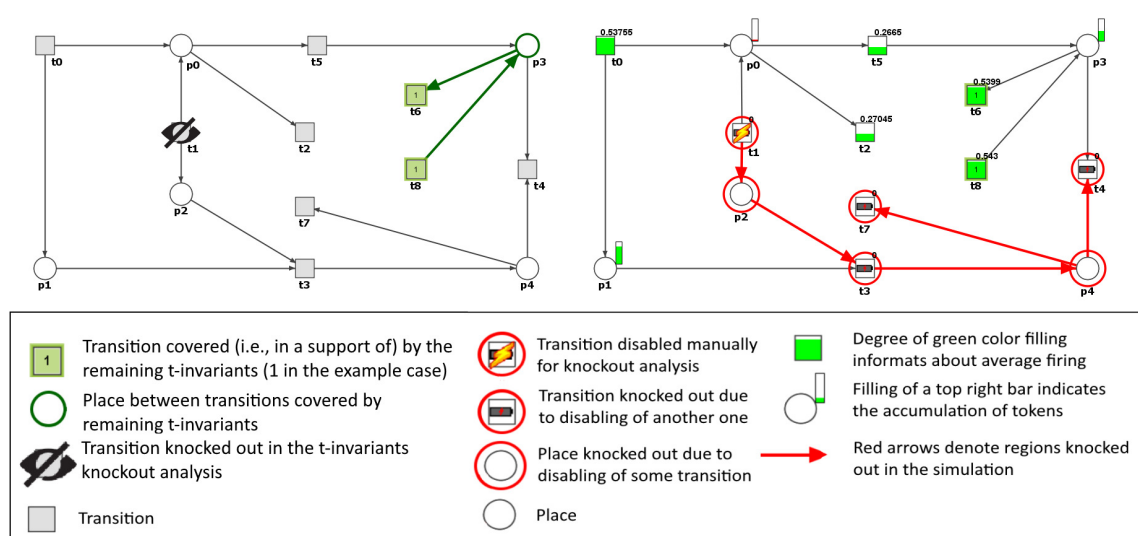 t0
p0
t5
p3
1
t6
t1
t2
1
t8
t4
p2
t7
p1
t3
p4
0.53755
t0
p0
0.2665
t5
p3
0.5399
1
t6
0
t1
0.27045
t2
0.543
1
t8
0
t4
p2
0
t7
p1
0
t3
p4
1
Transition covered (i.e., in a support of) by the
remaining t-invariants (1 in the example case)
Place between transitions covered by
remaining t-invariants
Transition knocked out in the t-invariants
knockout analysis
Transition
Transition disabled manually
for knockout analysis
Transition knocked out due
to disabling of another one
Place knocked out due to
disabling of some transition
Place
Degree of green color filling
informats about average firing
Filling of a top right bar indicates
the accumulation of tokens
Red arrows denote regions knocked
out in the simulation